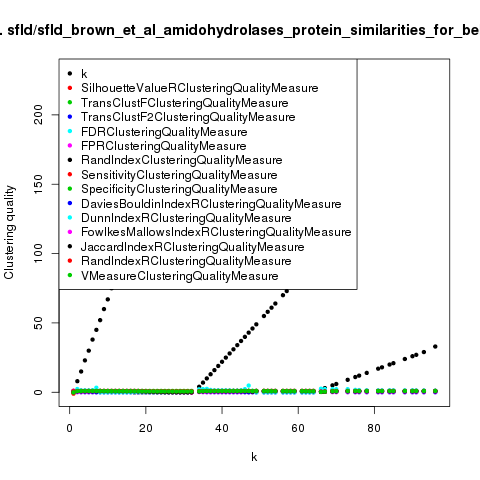 . sfld/sfld_brown_et_al_amidohydrolases_protein_similarities_for_be
k
SilhouetteValueRClusteringQualityMeasure
TransClustFClusteringQualityMeasure
TransClustF2ClusteringQualityMeasure
FDRClusteringQualityMeasure
FPRClusteringQualityMeasure
RandIndexClusteringQualityMeasure
SensitivityClusteringQualityMeasure
SpecificityClusteringQualityMeasure
DaviesBouldinIndexRClusteringQualityMeasure
DunnIndexRClusteringQualityMeasure
FowlkesMallowsIndexRClusteringQualityMeasure
JaccardIndexRClusteringQualityMeasure
RandIndexRClusteringQualityMeasure
VMeasureClusteringQualityMeasure
Clustering quality
200
150
100
50
0
0 20 40 60 80
k